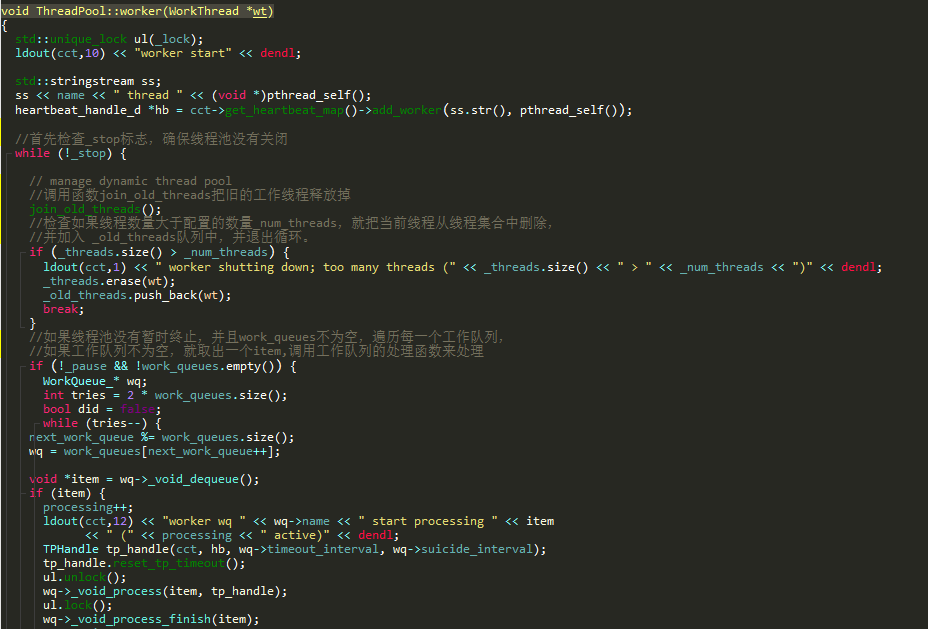 void ThreadPool::worker(WorkThread *wt)
{
  std::unique_lock ul(_lock);
  ldout(cct,10) << "worker start" << dendl;

  std::stringstream ss;
  ss << name << " thread " << (void *)pthread_self();
  heartbeat_handle_d *hb = cct->get_heartbeat_map()->add_worker(ss.str(), pthread_self());

  //首先检查_stop标志，确保线程池没有关闭
  while (!_stop) {

    // manage dynamic thread pool
    //调用函数join_old_threads把旧的工作线程释放掉
    join_old_threads();
    //检查如果线程数量大于配置的数量_num_threads，就把当前线程从线程集合中删除，
    //并加入 _old_threads队列中，并退出循环。
    if (_threads.size() > _num_threads) {
      ldout(cct,1) << " worker shutting down; too many threads (" << _threads.size() << " > " << _num_threads << ")" << dendl;
      _threads.erase(wt);
      _old_threads.push_back(wt);
      break;
    }
    //如果线程池没有暂时终止，并且work_queues不为空，遍历每一个工作队列，
    //如果工作队列不为空，就取出一个item,调用工作队列的处理函数来处理
    if (!_pause && !work_queues.empty()) {
      WorkQueue_* wq;
      int tries = 2 * work_queues.size();
      bool did = false;
      while (tries--) {
    next_work_queue %= work_queues.size();
    wq = work_queues[next_work_queue++];

    void *item = wq->_void_dequeue();
    if (item) {
      processing++;
      ldout(cct,12) << "worker wq " << wq->name << " start processing " << item
            << " (" << processing << " active)" << dendl;
      TPHandle tp_handle(cct, hb, wq->timeout_interval, wq->suicide_interval);
      tp_handle.reset_tp_timeout();
      ul.unlock();
      wq->_void_process(item, tp_handle);
      ul.lock();
      wq->_void_process_finish(item);